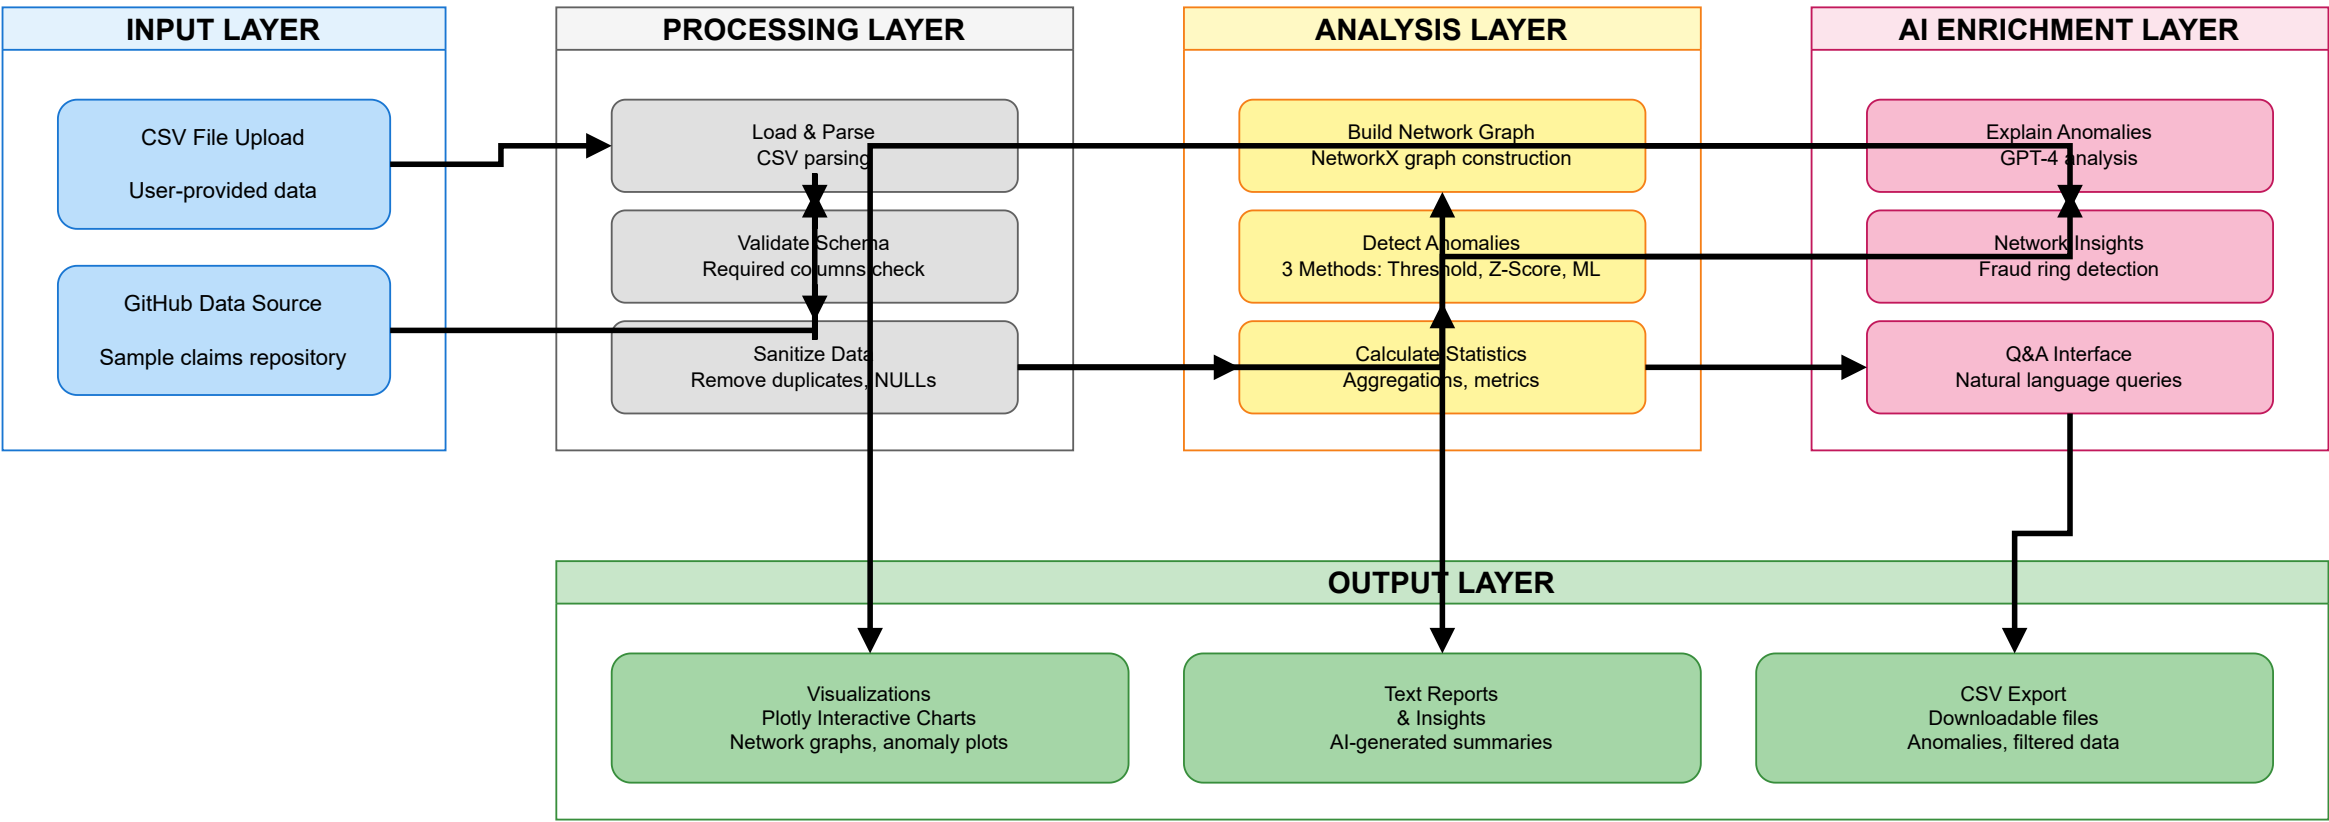 INPUT LAYER
CSV File Upload
User-provided data
GitHub Data Source
Sample claims repository
PROCESSING LAYER
Load & Parse
CSV parsing
Validate Schema
Required columns check
Sanitize Data
Remove duplicates, NULLs
ANALYSIS LAYER
Build Network Graph
NetworkX graph construction
Detect Anomalies
3 Methods: Threshold, Z-Score, ML
Calculate Statistics
Aggregations, metrics
AI ENRICHMENT LAYER
Explain Anomalies
GPT-4 analysis
Network Insights
Fraud ring detection
Q&A Interface
Natural language queries
OUTPUT LAYER
Visualizations
Plotly Interactive Charts
Network graphs, anomaly plots
Text Reports
& Insights
AI-generated summaries
CSV Export
Downloadable files
Anomalies, filtered data